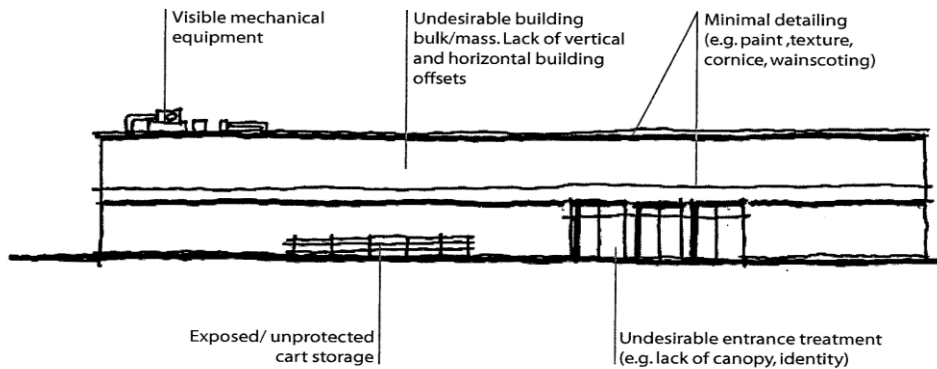 Visible mechanical
equipment
Undesirable building
bulk/mass. Lack of vertical
and horizontal building
offsets
Minimal detailing
(e.g. paint ,texture,
cornice, wainscoting)
Exposed/ unprotected
cart storage
Undesirable entrance treatment
(e.g. lack of canopy, identity)